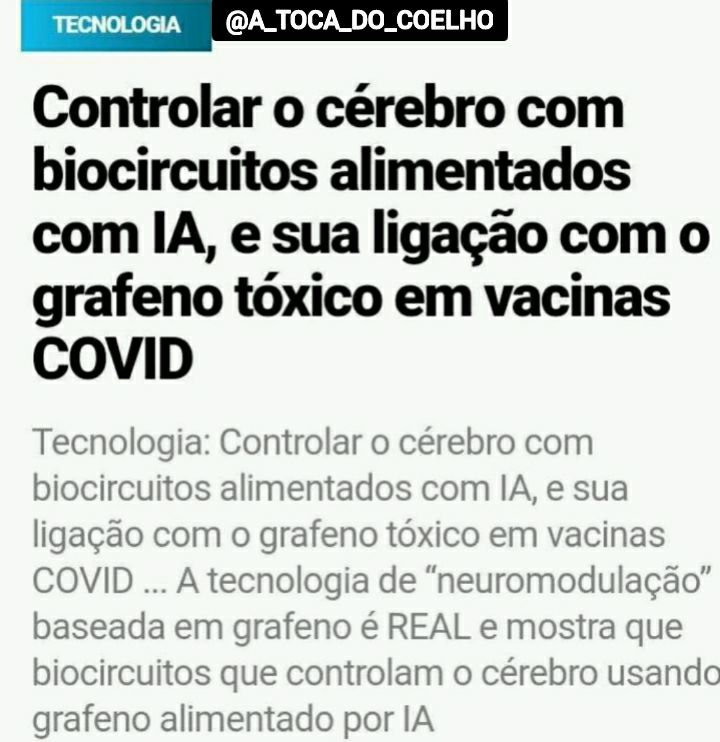 TECNOLOGIA
@A_TOCA_DO_COELHO
Controlar o cérebro com
biocircuitos alimentados
com IA, e sua ligação com o
grafeno tóxico em vacinas
COVID
Tecnologia: Controlar o cérebro com
biocircuitos alimentados com IA, e sua
ligação com o grafeno tóxico em vacinas
COVID ... A tecnologia de “neuromodulação”
baseada em grafeno é REAL e mostra que
biocircuitos que controlam o cérebro usando
grafeno alimentado por IA